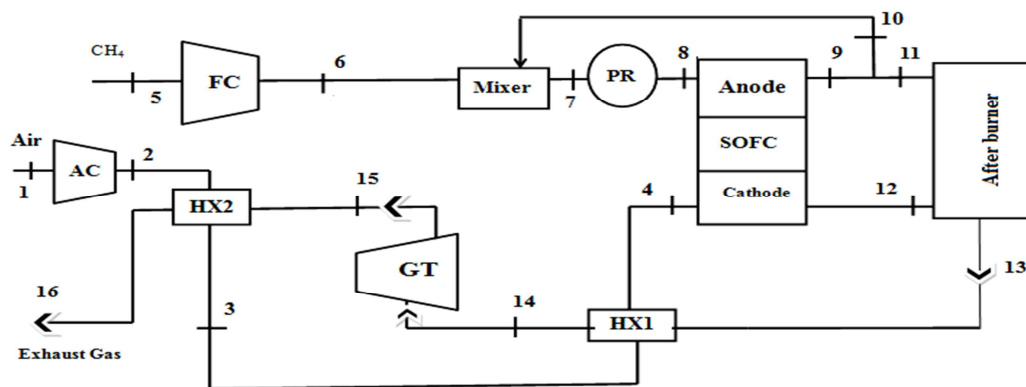 10
CH₄
6
8
9
11
FC
PR
Mixer
Anode
5
7
Air
2
SOFC
After burner
AC
15
4
12
1
HX2
Cathode
GT
13
16
3
14
HX1
Exhaust Gas